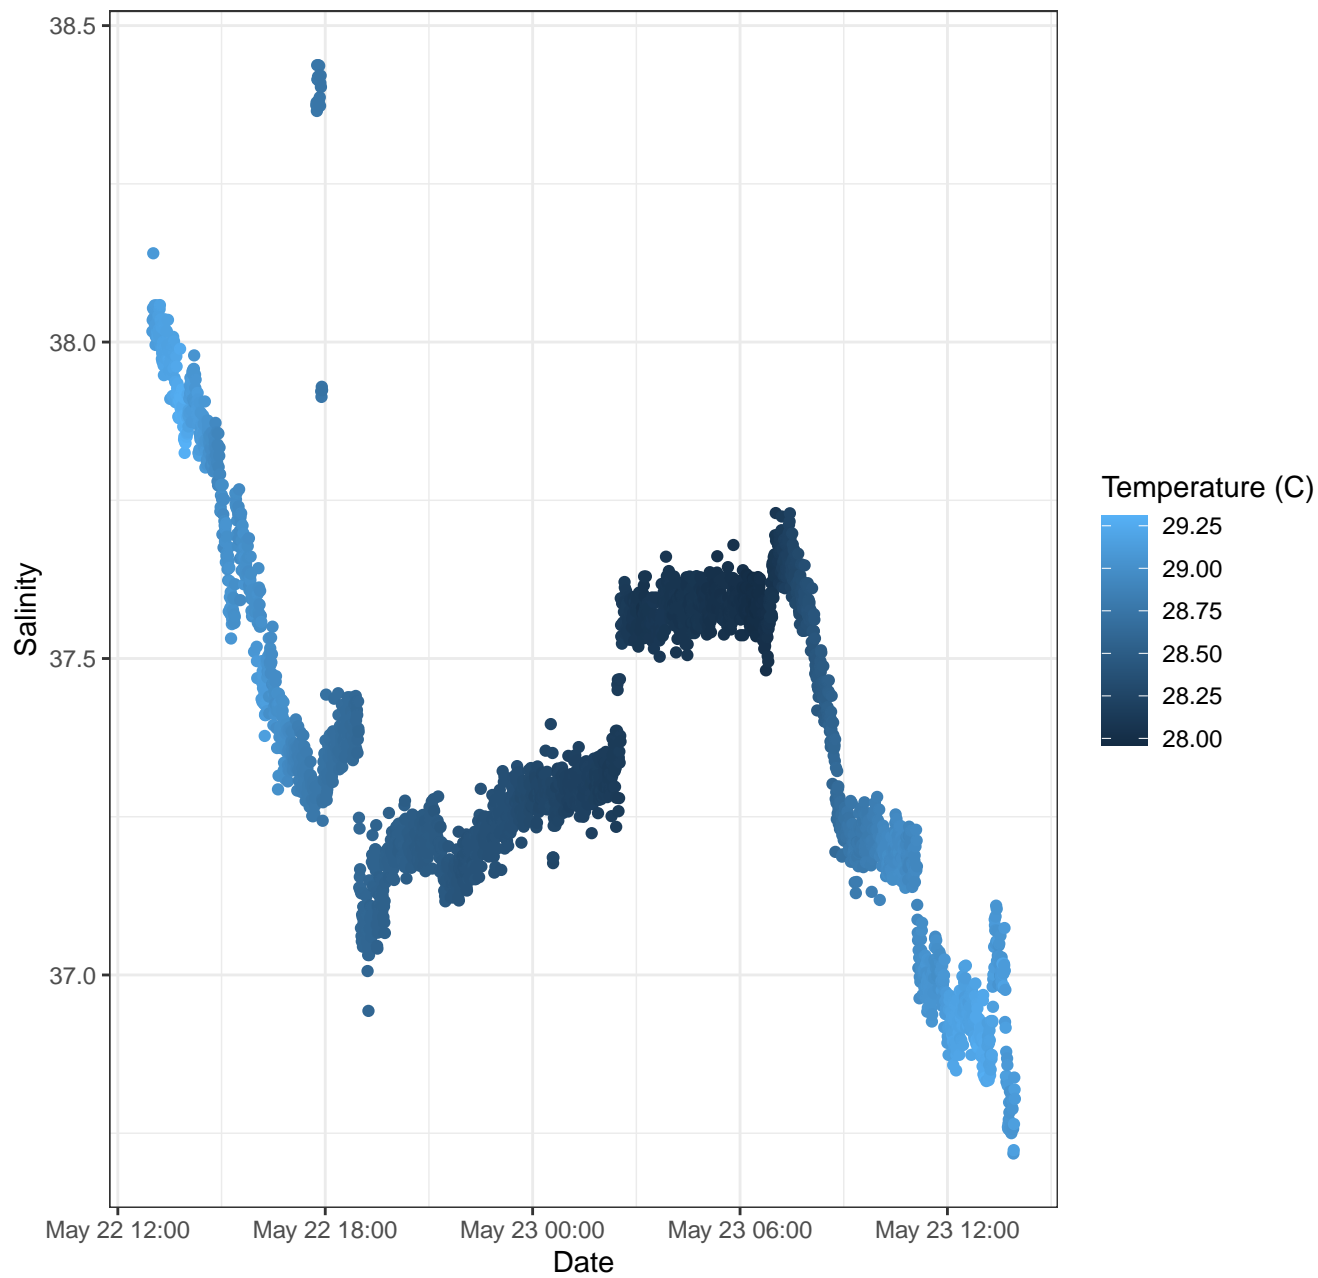 38.5
38.0
37.5
37.0
Salinity
May 22 12:00
May 22 18:00
May 23 00:00
May 23 06:00
May 23 12:00
Date
Temperature (C)
29.25
29.00
28.75
28.50
28.25
28.00